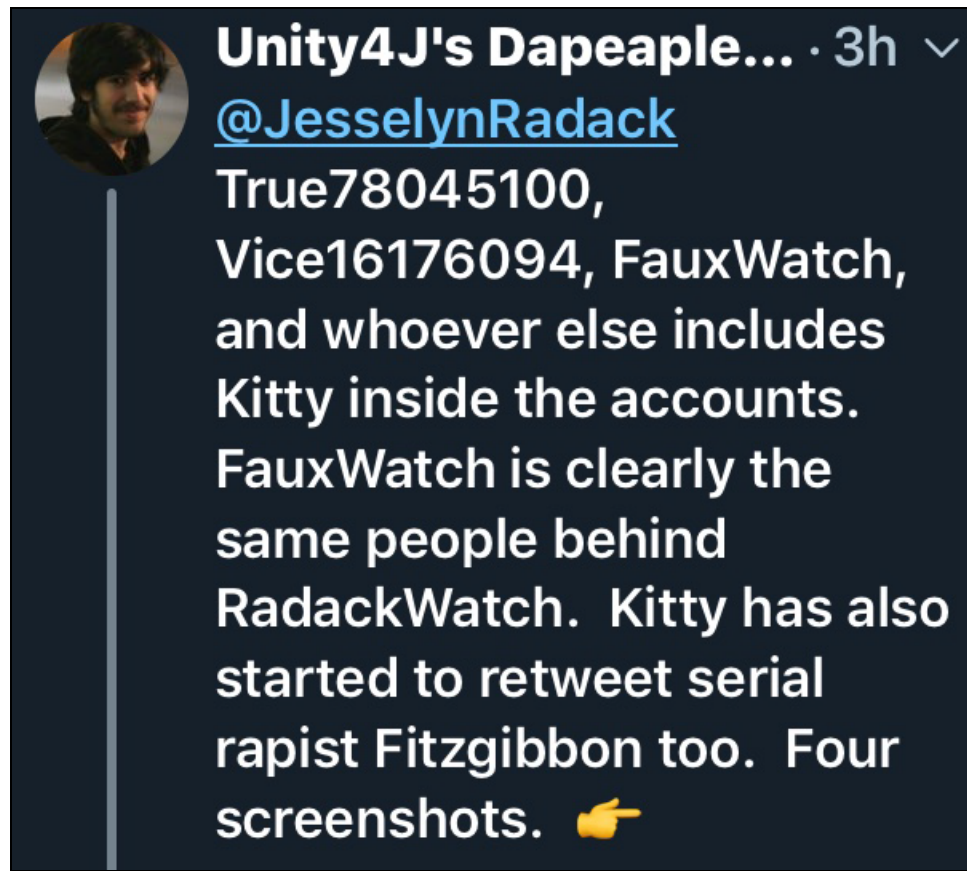 Unity4J's Dapeaple... · 3h
@JesselynRadack
True78045100,
Vice16176094, FauxWatch,
and whoever else includes
Kitty inside the accounts.
FauxWatch is clearly the
same people behind
RadackWatch.  Kitty has also
started to retweet serial
rapist Fitzgibbon too.  Four
screenshots. 👉